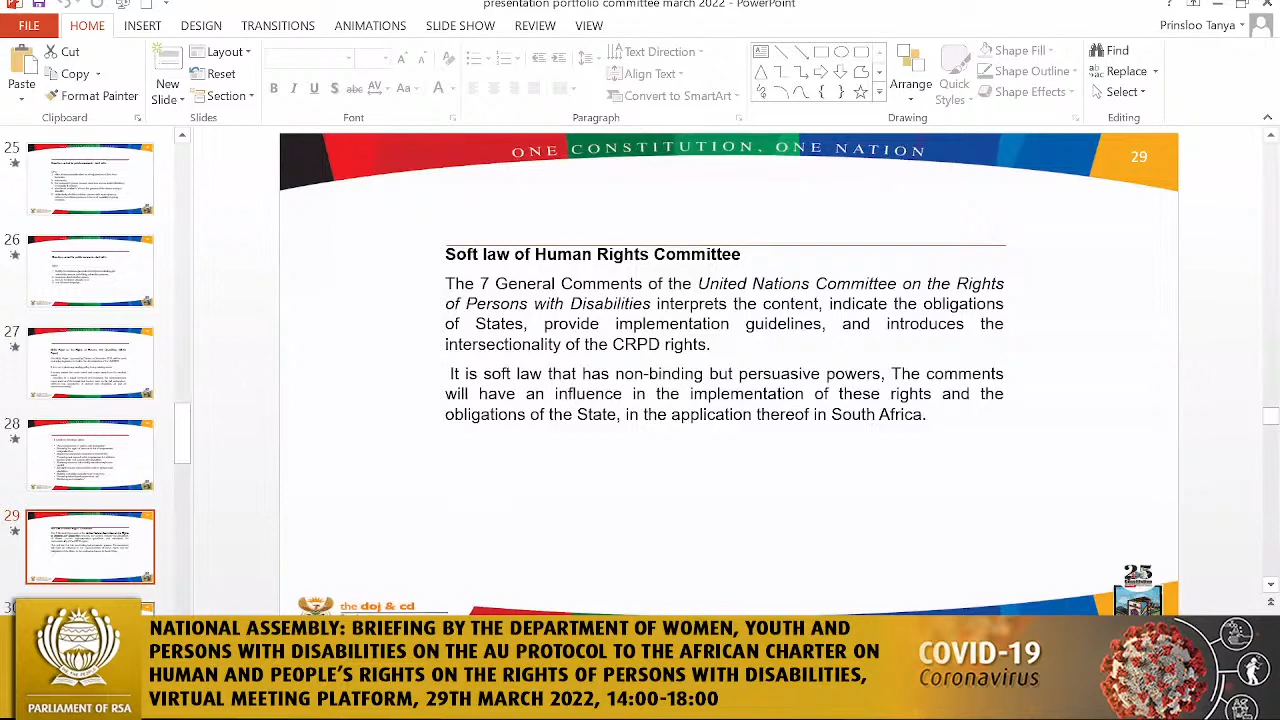 presentation portfolio committee march 2022 - PowerPoint
FILE HOME INSERT DESIGN TRANSITIONS ANIMATIONS SLIDE SHOW REVIEW VIEW Prinsloo Tanya
Cut Layout Text Direction Shape Fill Find
Copy Reset Align Text Shape Outline Replace
Paste Format Painter New Slide Section Convert to SmartArt Arrange Quick Styles Shape Effects Select
Clipboard Slides Font Paragraph Drawing Editing
25
26
27
28
29
ONE CONSTITUTION, ONE NATION 29
Soft law of Human Rights Committee
The 7 General Comments of the United Nations Committee on the Rights
of Persons with Disabilities interprets the content, indicate the obligations
of States, provide implementation guidelines, and introduces the
intersectionality of the CRPD rights.
It is soft law that has non-binding but persuasive powers, The comments
will have an influence in the implementation of these rights and the
obligations of the State, in the application thereof in South Africa.
25
the doj & cd
NATIONAL ASSEMBLY: BRIEFING BY THE DEPARTMENT OF WOMEN, YOUTH AND
PERSONS WITH DISABILITIES ON THE AU PROTOCOL TO THE AFRICAN CHARTER ON
HUMAN AND PEOPLE'S RIGHTS ON THE RIGHTS OF PERSONS WITH DISABILITIES,
VIRTUAL MEETING PLATFORM, 29TH MARCH 2022, 14:00-18:00
PARLIAMENT OF RSA
COVID-19
Coronavirus